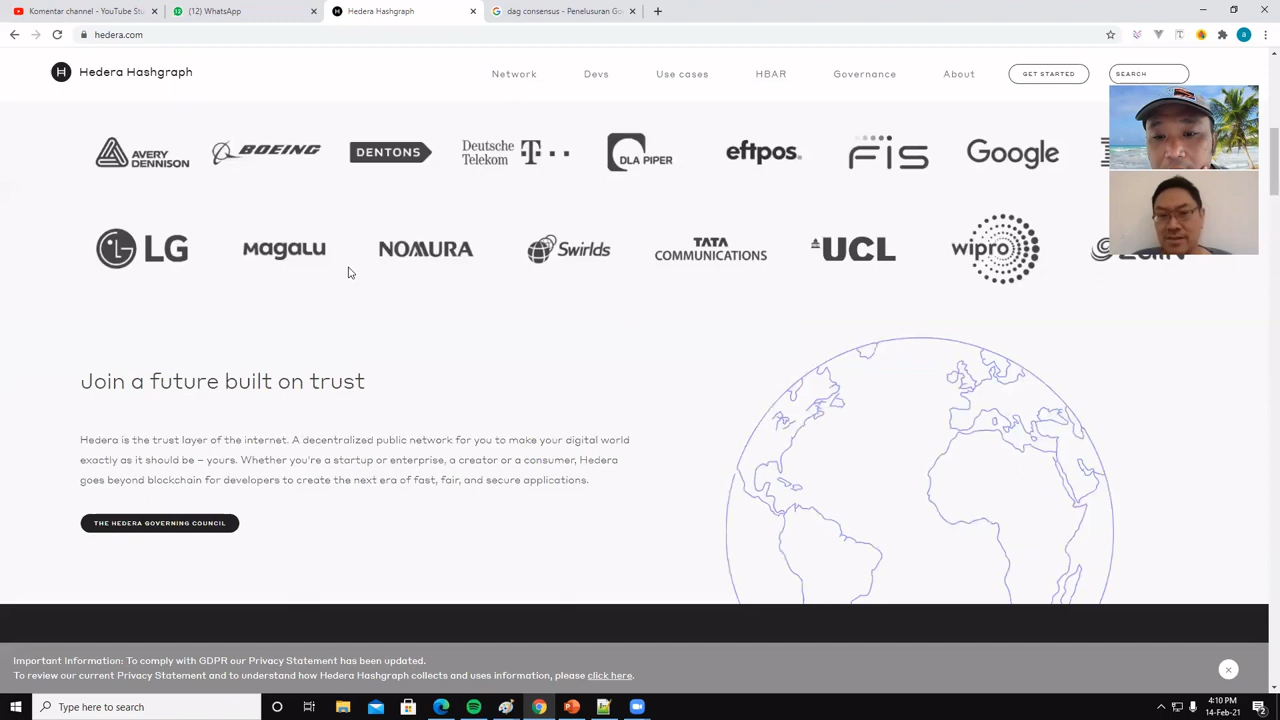 Komentar channel - YouTube Stu
(12) WhatsApp
Hedera Hashgraph
dag consensus - Penelusuran Go
hedera.com
a
H
Hedera Hashgraph
Network
Devs
Use cases
HBAR
Governance
About
GET STARTED
SEARCH
AVERY DENNISON
BOEING
DENTONS
Deutsche Telekom T
DLA PIPER
eftpos
FIS
Google
LG
MAGALU
NOMURA
Swirlds
TATA COMMUNICATIONS
UCL
wipro
Join a future built on trust
Hedera is the trust layer of the internet. A decentralized public network for you to make your digital world
exactly as it should be – yours. Whether you're a startup or enterprise, a creator or a consumer, Hedera
goes beyond blockchain for developers to create the next era of fast, fair, and secure applications.
THE HEDERA GOVERNING COUNCIL
Important Information: To comply with GDPR our Privacy Statement has been updated.
To review our current Privacy Statement and to understand how Hedera Hashgraph collects and uses information, please click here.
Type here to search
4:10 PM
14-Feb-21
2